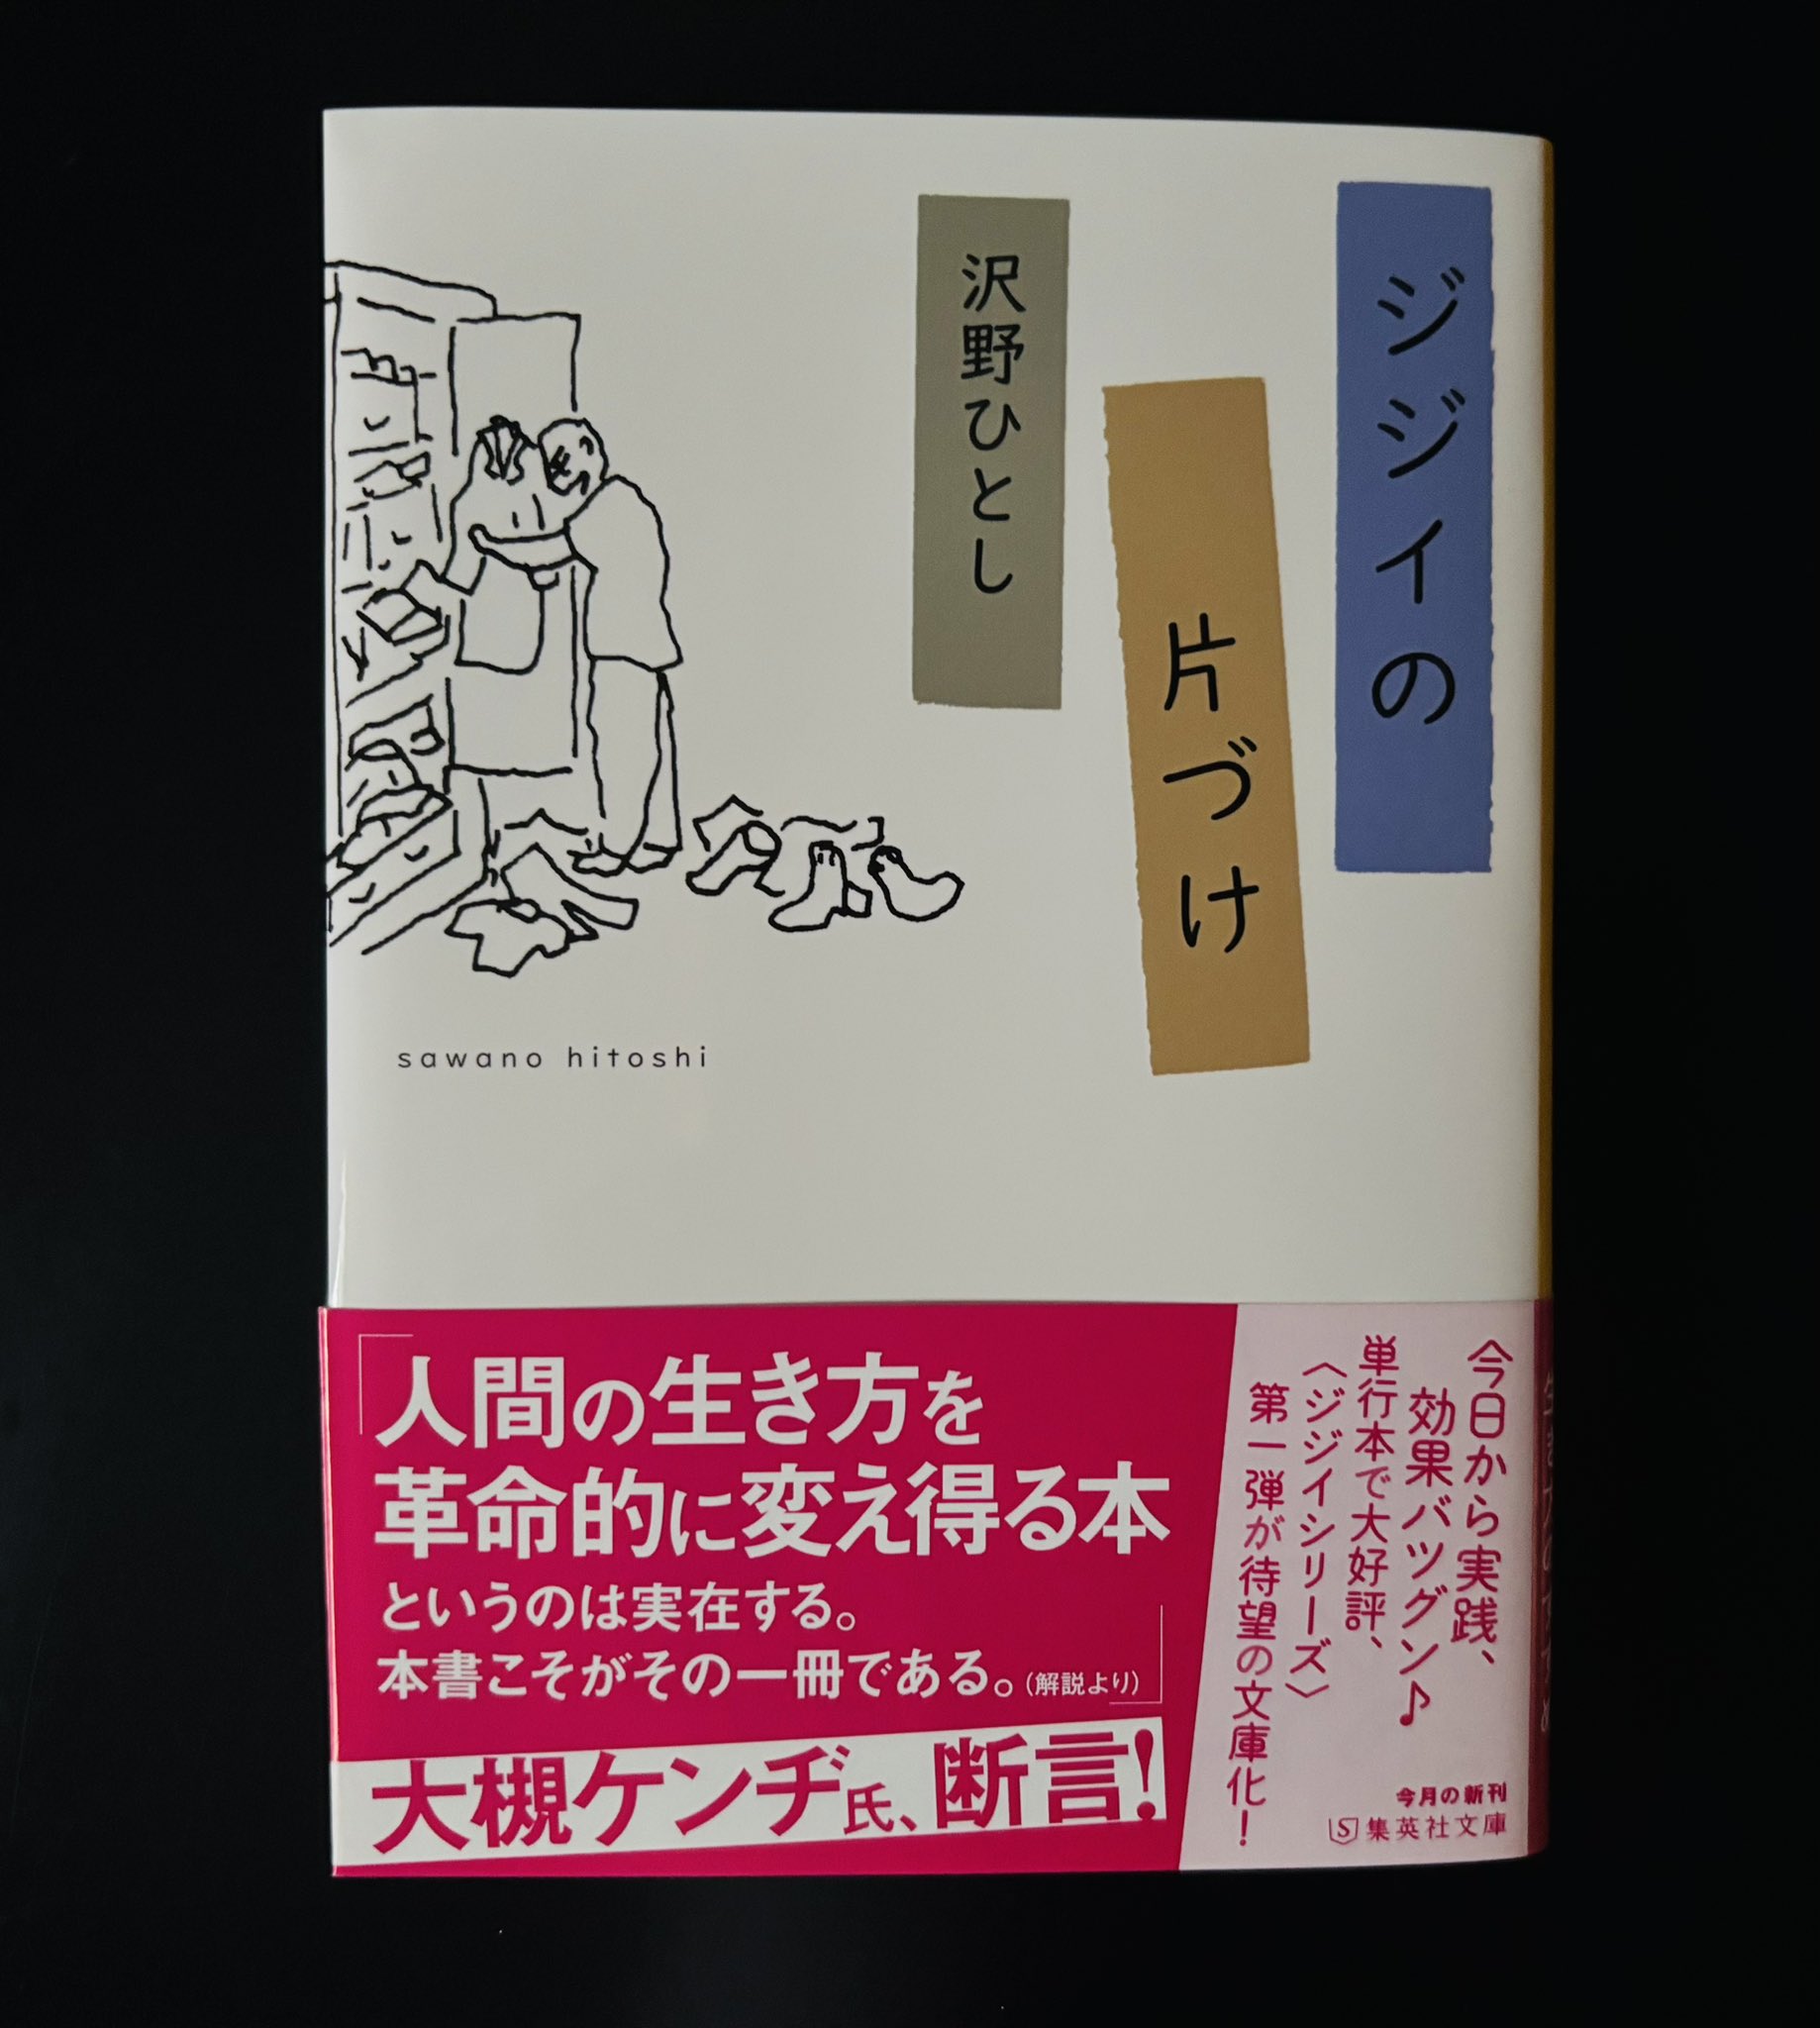 ジジイの
片づけ
沢野ひとし
sawano hitoshi
今日から実践、
効果バツグン♪
単行本で大好評、
〈ジジイシリーズ〉
第一弾が待望の文庫化！
「人間の生き方を
革命的に変え得る本
というのは実在する。
本書こそがその一冊である。（解説より）」
大槻ケンヂ氏、断言！
今月の新刊
S集英社文庫